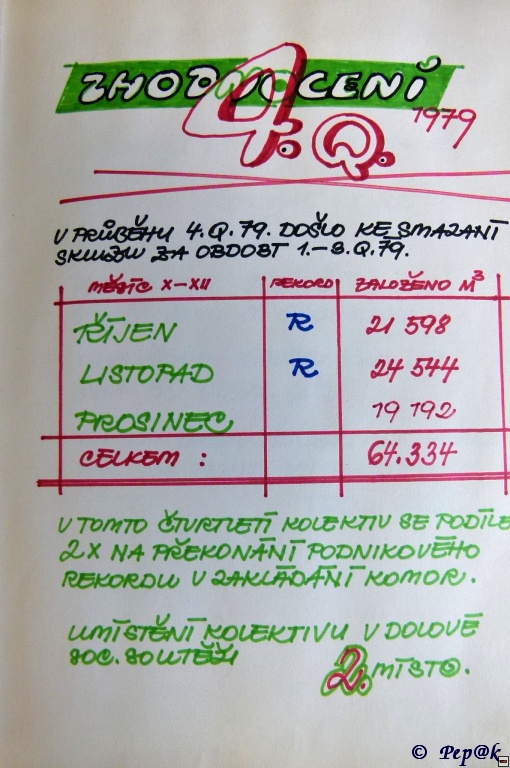 ZHODNOCENÍ
4.Q.
1979
V PRŮBĚHU 4.Q.79. DOŠLO KE SMAZANÍ
SKLUZU ZA OBDOBÍ 1.-3.Q.79.
MĚSÍC X-XII REKORD ZALOŽENO M³
ŘÍJEN R 21 598
LISTOPAD R 24 544
PROSINEC 19 192
CELKEM : 64.334
V TOMTO ČTVRTLETÍ KOLEKTIV SE PODÍLE
2X NA PŘEKONÁNÍ PODNIKOVÉHO
REKORDU V ZAKLÁDÁNÍ KOMOR.
UMÍSTĚNÍ KOLEKTIVU V DOLOVÉ
SOC. SOUTĚŽI 2. MÍSTO.
© Pep@k